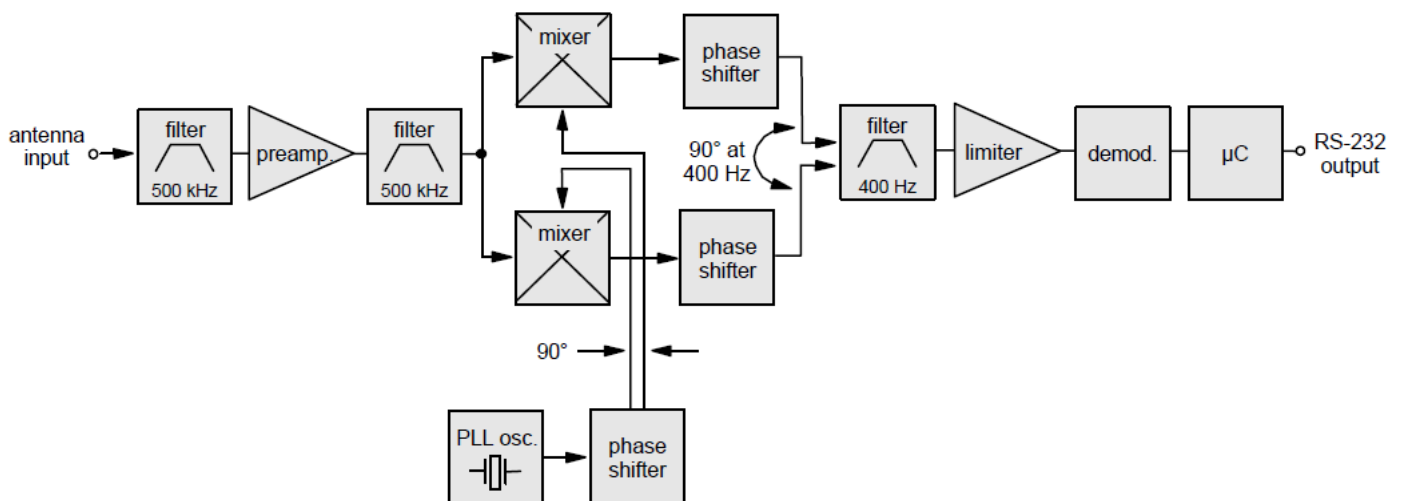 antenna
input
filter
500 kHz
preamp.
filter
500 kHz
mixer
mixer
phase
shifter
phase
shifter
90° at
400 Hz
filter
400 Hz
limiter
demod.
µC
RS-232
output
90°
PLL osc.
phase
shifter